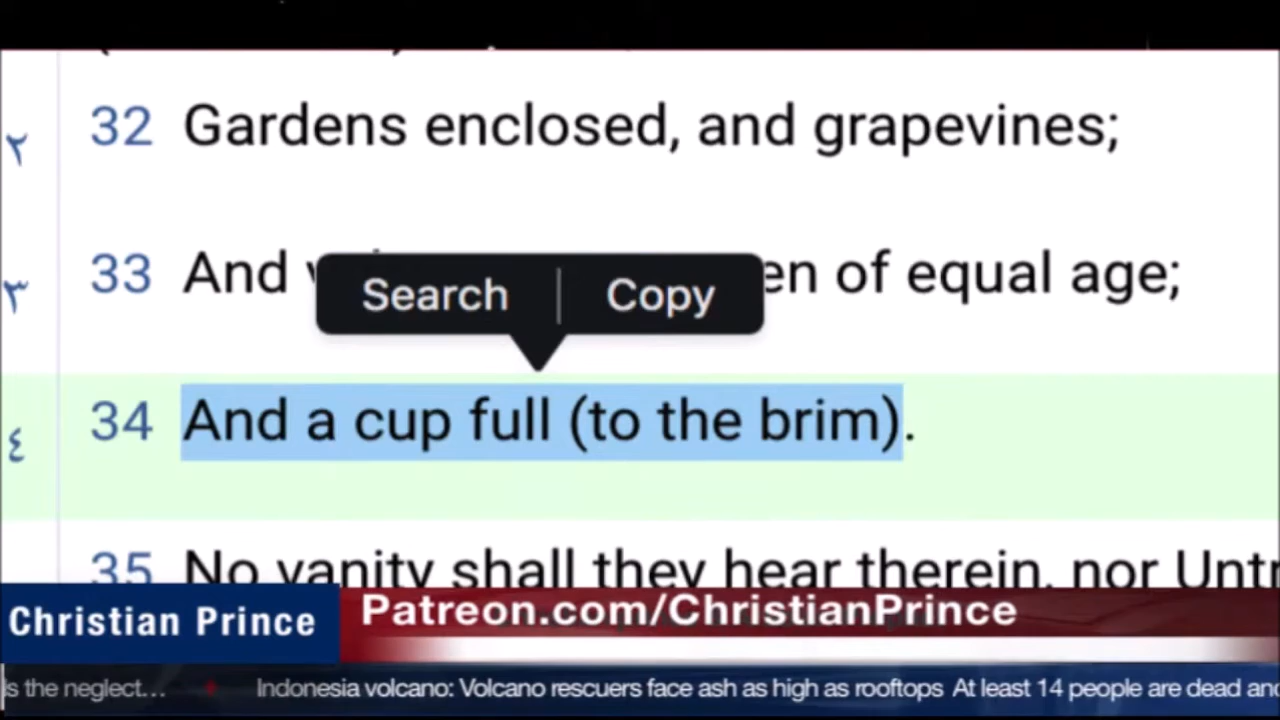 ٢ 32 Gardens enclosed, and grapevines;
٣ 33 And en of equal age;
Search Copy
٤ 34 And a cup full (to the brim).
35 No vanity shall they hear therein, nor Unt
Christian Prince Patreon.com/ChristianPrince
s the neglect... Indonesia volcano: Volcano rescuers face ash as high as rooftops At least 14 people are dead and